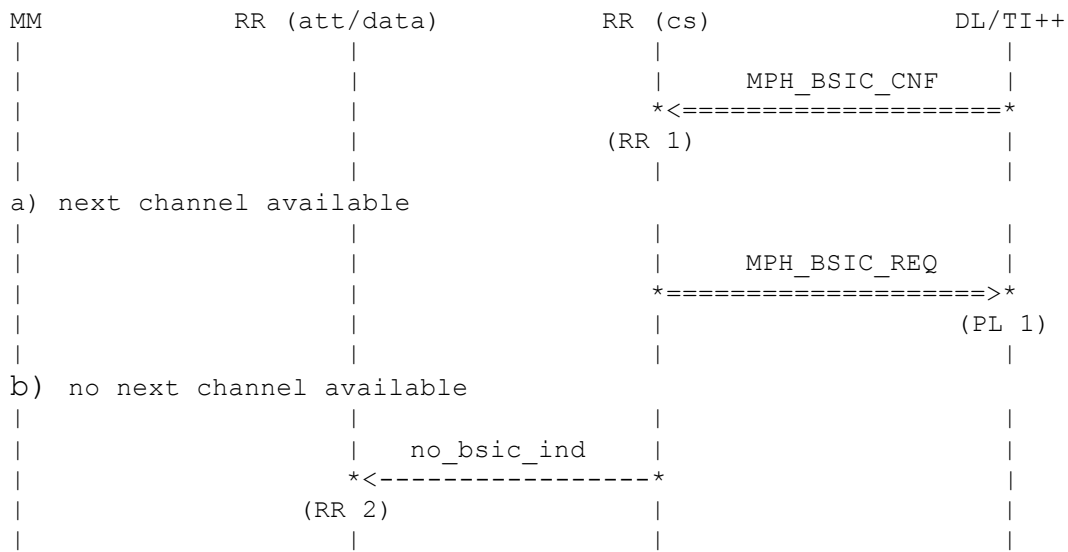 MM RR (att/data) RR (cs) DL/TI++
MPH_BSIC_CNF
*<====================*
(RR 1)
a) next channel available
MPH_BSIC_REQ
*====================>*
(PL 1)
b) no next channel available
no_bsic_ind
*<-----------------*
(RR 2)